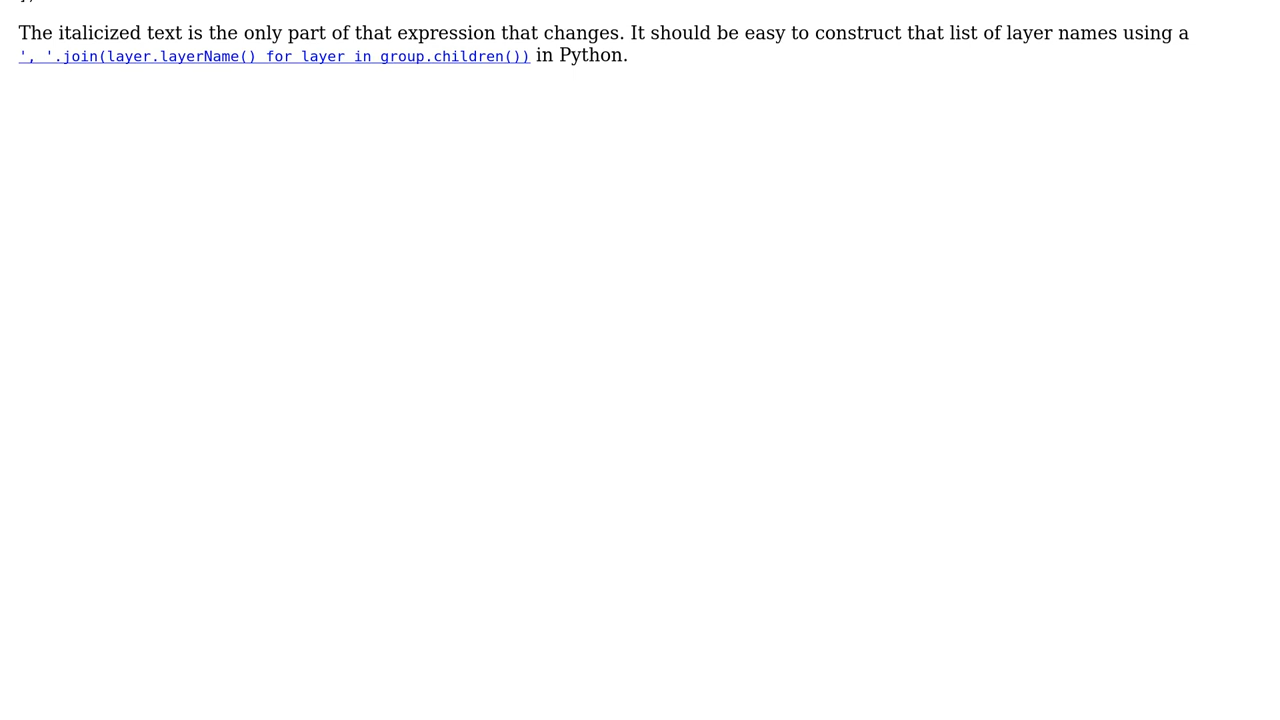 The italicized text is the only part of that expression that changes. It should be easy to construct that list of layer names using a
', '.join(layer.layerName() for layer in group.children()) in Python.